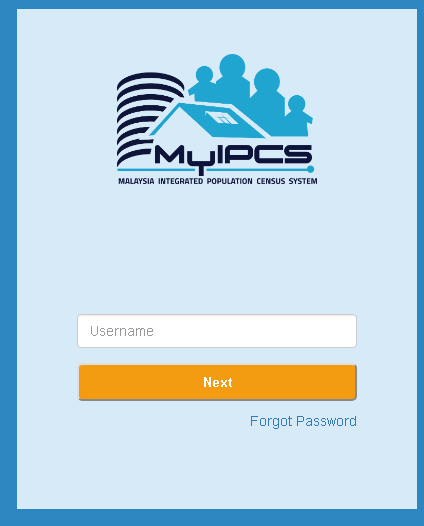 MyIPCS
MALAYSIA INTEGRATED POPULATION CENSUS SYSTEM
Username
Next
Forgot Password